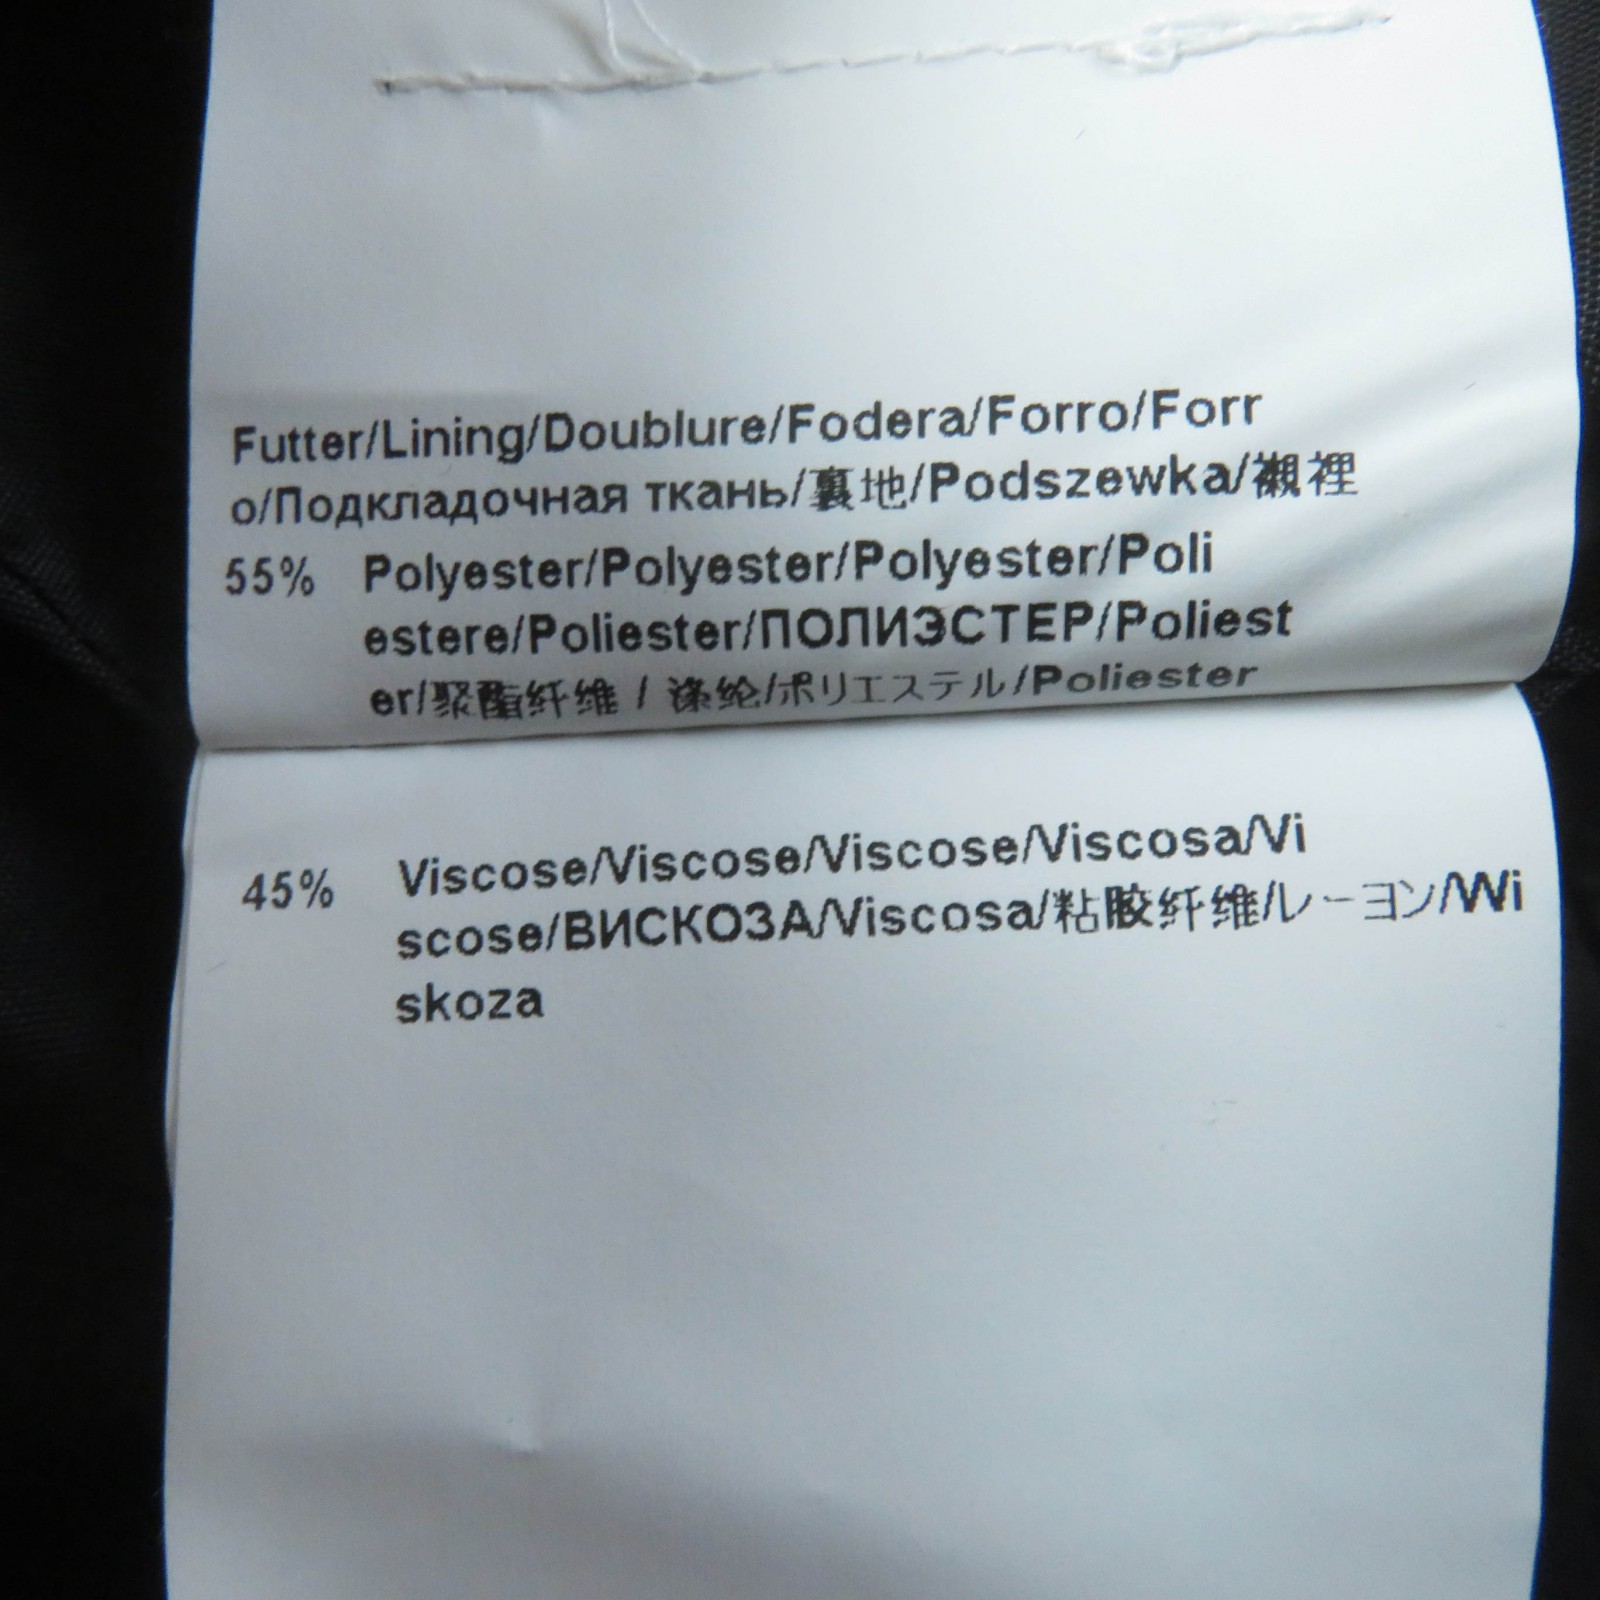 Futter/Lining/Doublure/Fodera/Forro/Forr
o/Подкладочная ткань/裏地/Podszewka/襯裡
55% Polyester/Polyester/Polyester/Poli
estere/Poliester/ПОЛИЭСТЕР/Poliest
er/聚酯纤维 / 涤纶/ポリエステル/Poliester
45% Viscose/Viscose/Viscose/Viscosa/Vi
scose/ВИСКОЗА/Viscosa/粘胶纤维/レーヨン/Wi
skoza